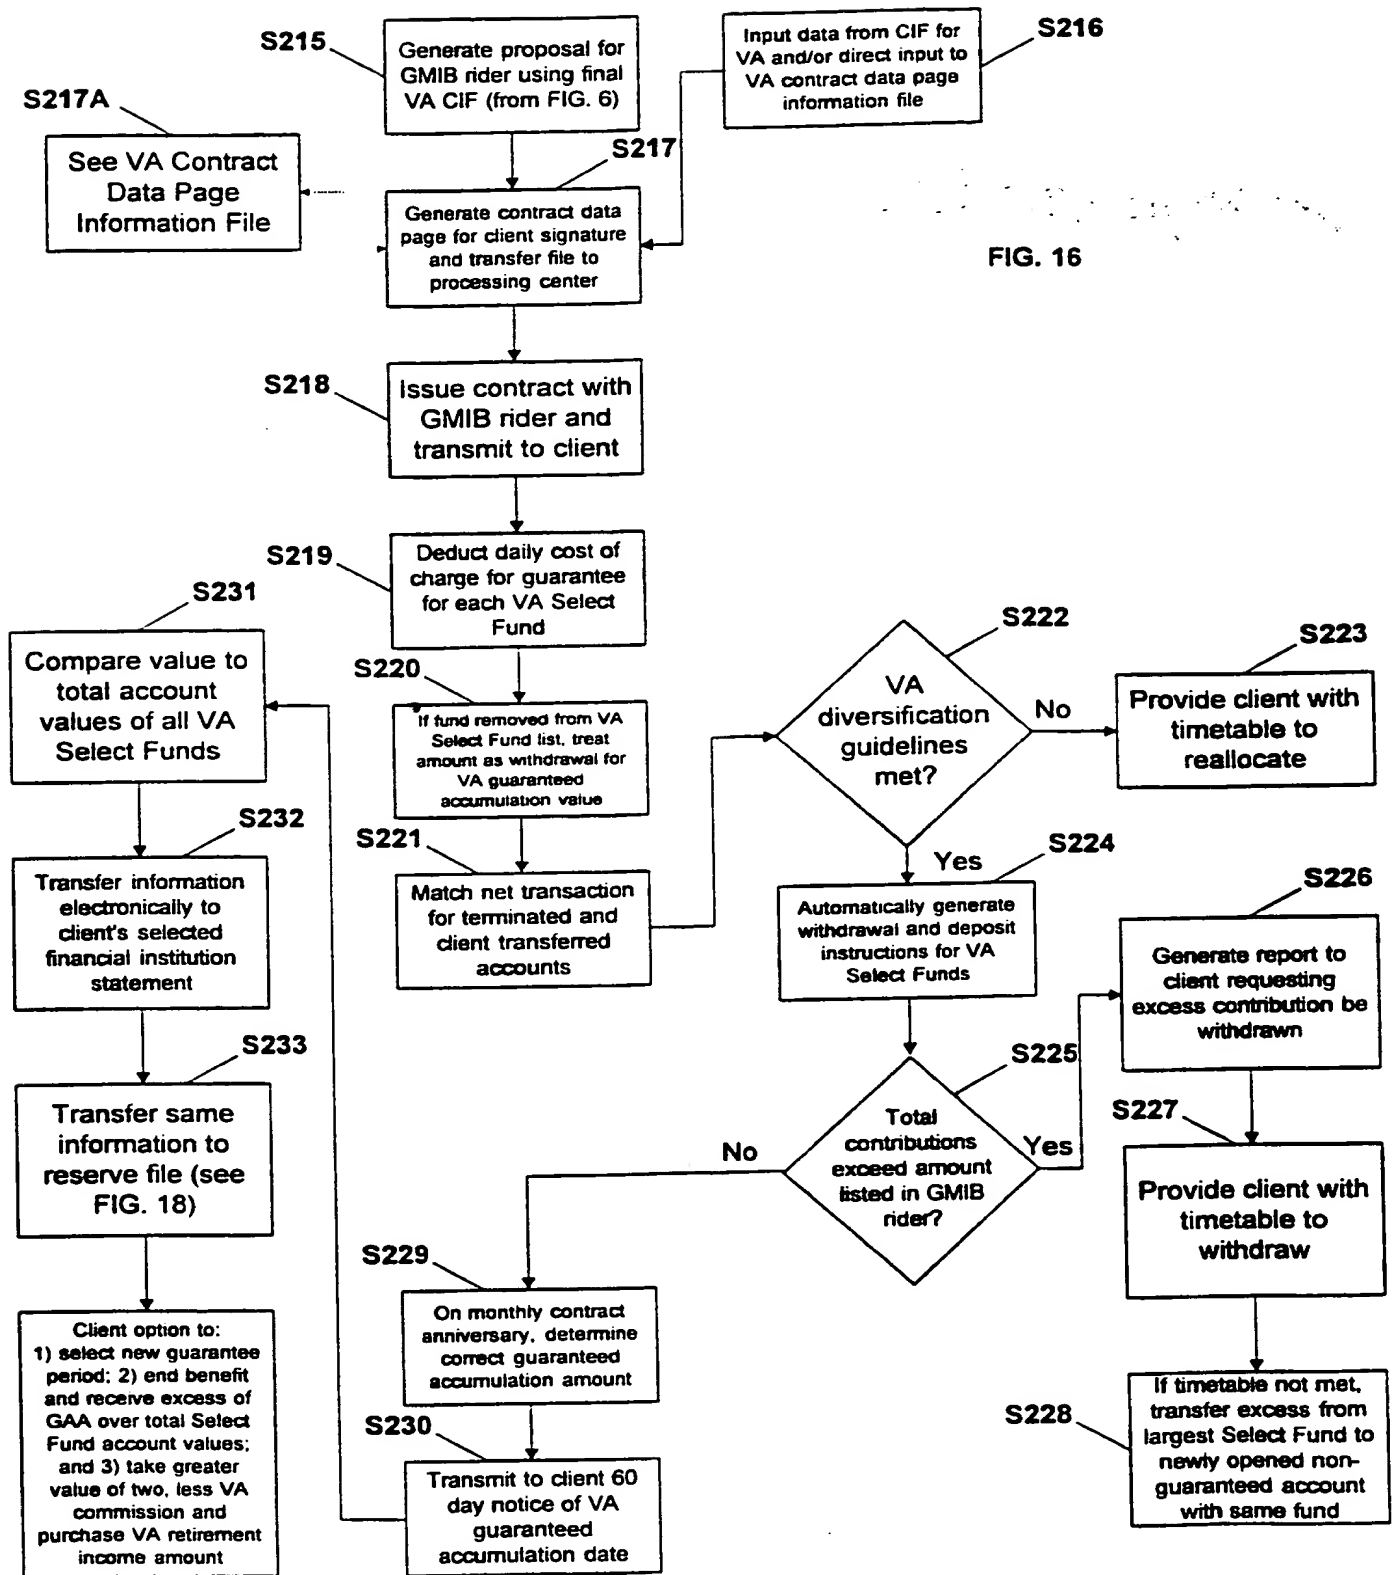 S215
Generate proposal for
GMIB rider using final
VA CIF (from FIG. 6)
Input data from CIF for
VA and/or direct input to
VA contract data page
information file
S216
S217A
See VA Contract
Data Page
Information File
S217
Generate contract data
page for client signature
and transfer file to
processing center
FIG. 16
S218
Issue contract with
GMIB rider and
transmit to client
S219
Deduct daily cost of
charge for guarantee
for each VA Select
Fund
S220
If fund removed from VA
Select Fund list, treat
amount as withdrawal for
VA guaranteed
accumulation value
S221
Match net transaction
for terminated and
client transferred
accounts
S222
VA
diversification
guidelines
met?
No
Yes
S223
Provide client with
timetable to
reallocate
S224
Automatically generate
withdrawal and deposit
instructions for VA
Select Funds
S225
Total
contributions
exceed amount
listed in GMIB
rider?
No
Yes
S226
Generate report to
client requesting
excess contribution be
withdrawn
S227
Provide client with
timetable to
withdraw
S228
If timetable not met,
transfer excess from
largest Select Fund to
newly opened non-
guaranteed account
with same fund
S229
On monthly contract
anniversary, determine
correct guaranteed
accumulation amount
S230
Transmit to client 60
day notice of VA
guaranteed
accumulation date
S231
Compare value to
total account
values of all VA
Select Funds
S232
Transfer information
electronically to
client's selected
financial institution
statement
S233
Transfer same
information to
reserve file (see
FIG. 18)
Client option to:
1) select new guarantee
period; 2) end benefit
and receive excess of
GAA over total Select
Fund account values;
and 3) take greater
value of two, less VA
commission and
purchase VA retirement
income amount